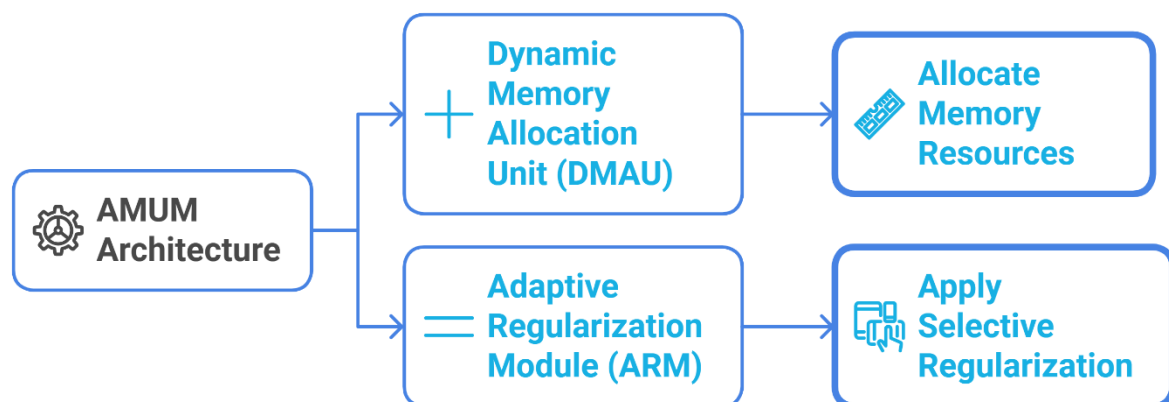 AMUM
Architecture
Dynamic
Memory
Allocation
Unit (DMAU)
Allocate
Memory
Resources
Adaptive
Regularization
Module (ARM)
Apply
Selective
Regularization